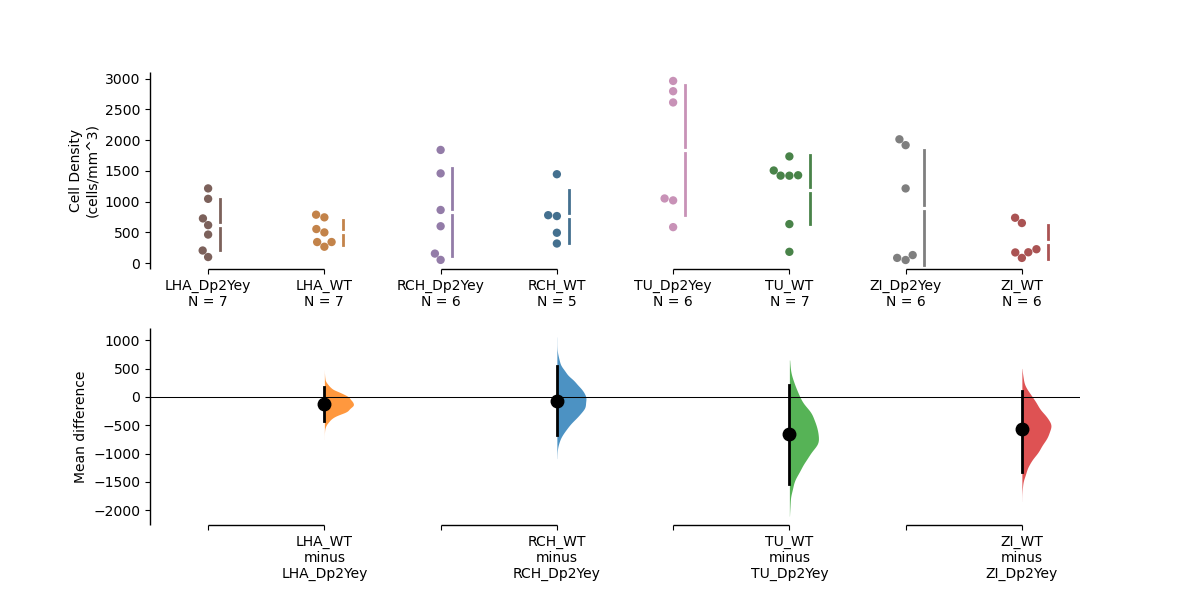 Cell Density
(cells/mm^3)
3000
2500
2000
1500
1000
500
0
LHA_Dp2Yey
N = 7
LHA_WT
N = 7
RCH_Dp2Yey
N = 6
RCH_WT
N = 5
TU_Dp2Yey
N = 6
TU_WT
N = 7
ZI_Dp2Yey
N = 6
ZI_WT
N = 6
Mean difference
1000
500
0
−500
−1000
−1500
−2000
LHA_WT
minus
LHA_Dp2Yey
RCH_WT
minus
RCH_Dp2Yey
TU_WT
minus
TU_Dp2Yey
ZI_WT
minus
ZI_Dp2Yey